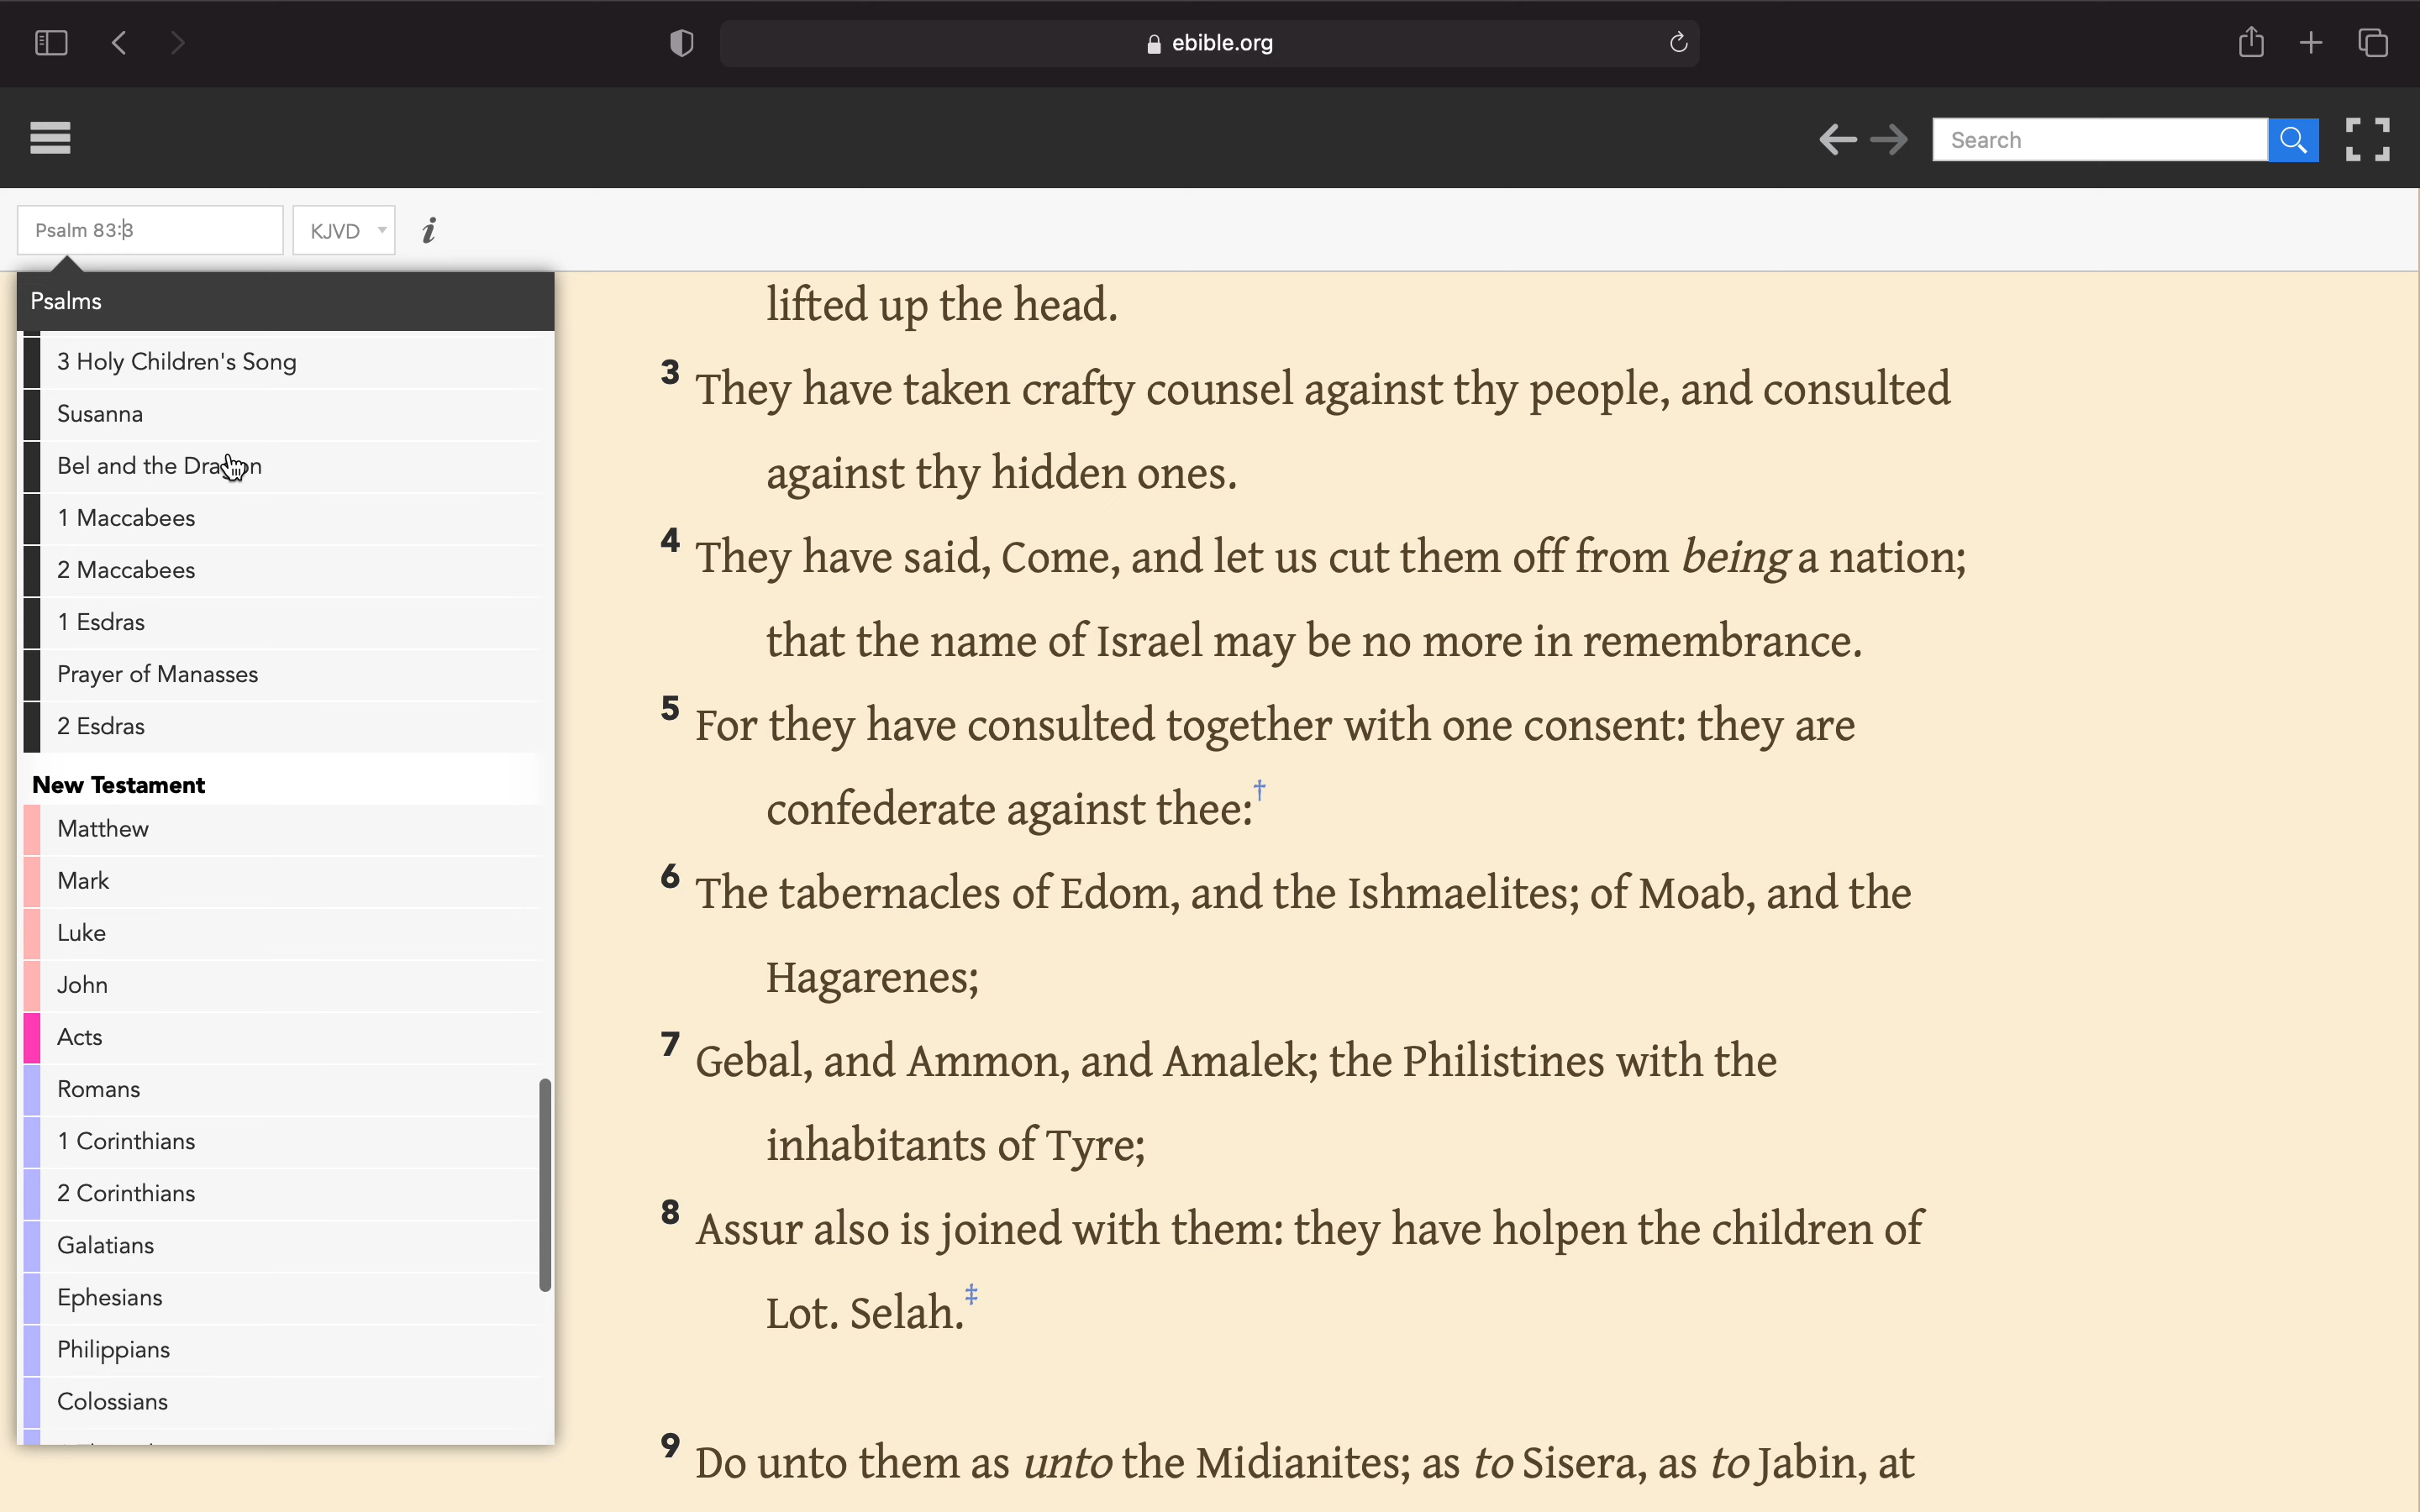 ebible.org
Search
Psalm 83:3
KJVD
i
Psalms
3 Holy Children's Song
Susanna
Bel and the Dragon
1 Maccabees
2 Maccabees
1 Esdras
Prayer of Manasses
2 Esdras
New Testament
Matthew
Mark
Luke
John
Acts
Romans
1 Corinthians
2 Corinthians
Galatians
Ephesians
Philippians
Colossians
lifted up the head.
3 They have taken crafty counsel against thy people, and consulted
against thy hidden ones.
4 They have said, Come, and let us cut them off from being a nation;
that the name of Israel may be no more in remembrance.
5 For they have consulted together with one consent: they are
confederate against thee:†
6 The tabernacles of Edom, and the Ishmaelites; of Moab, and the
Hagarenes;
7 Gebal, and Ammon, and Amalek; the Philistines with the
inhabitants of Tyre;
8 Assur also is joined with them: they have holpen the children of
Lot. Selah.‡
9 Do unto them as unto the Midianites; as to Sisera, as to Jabin, at